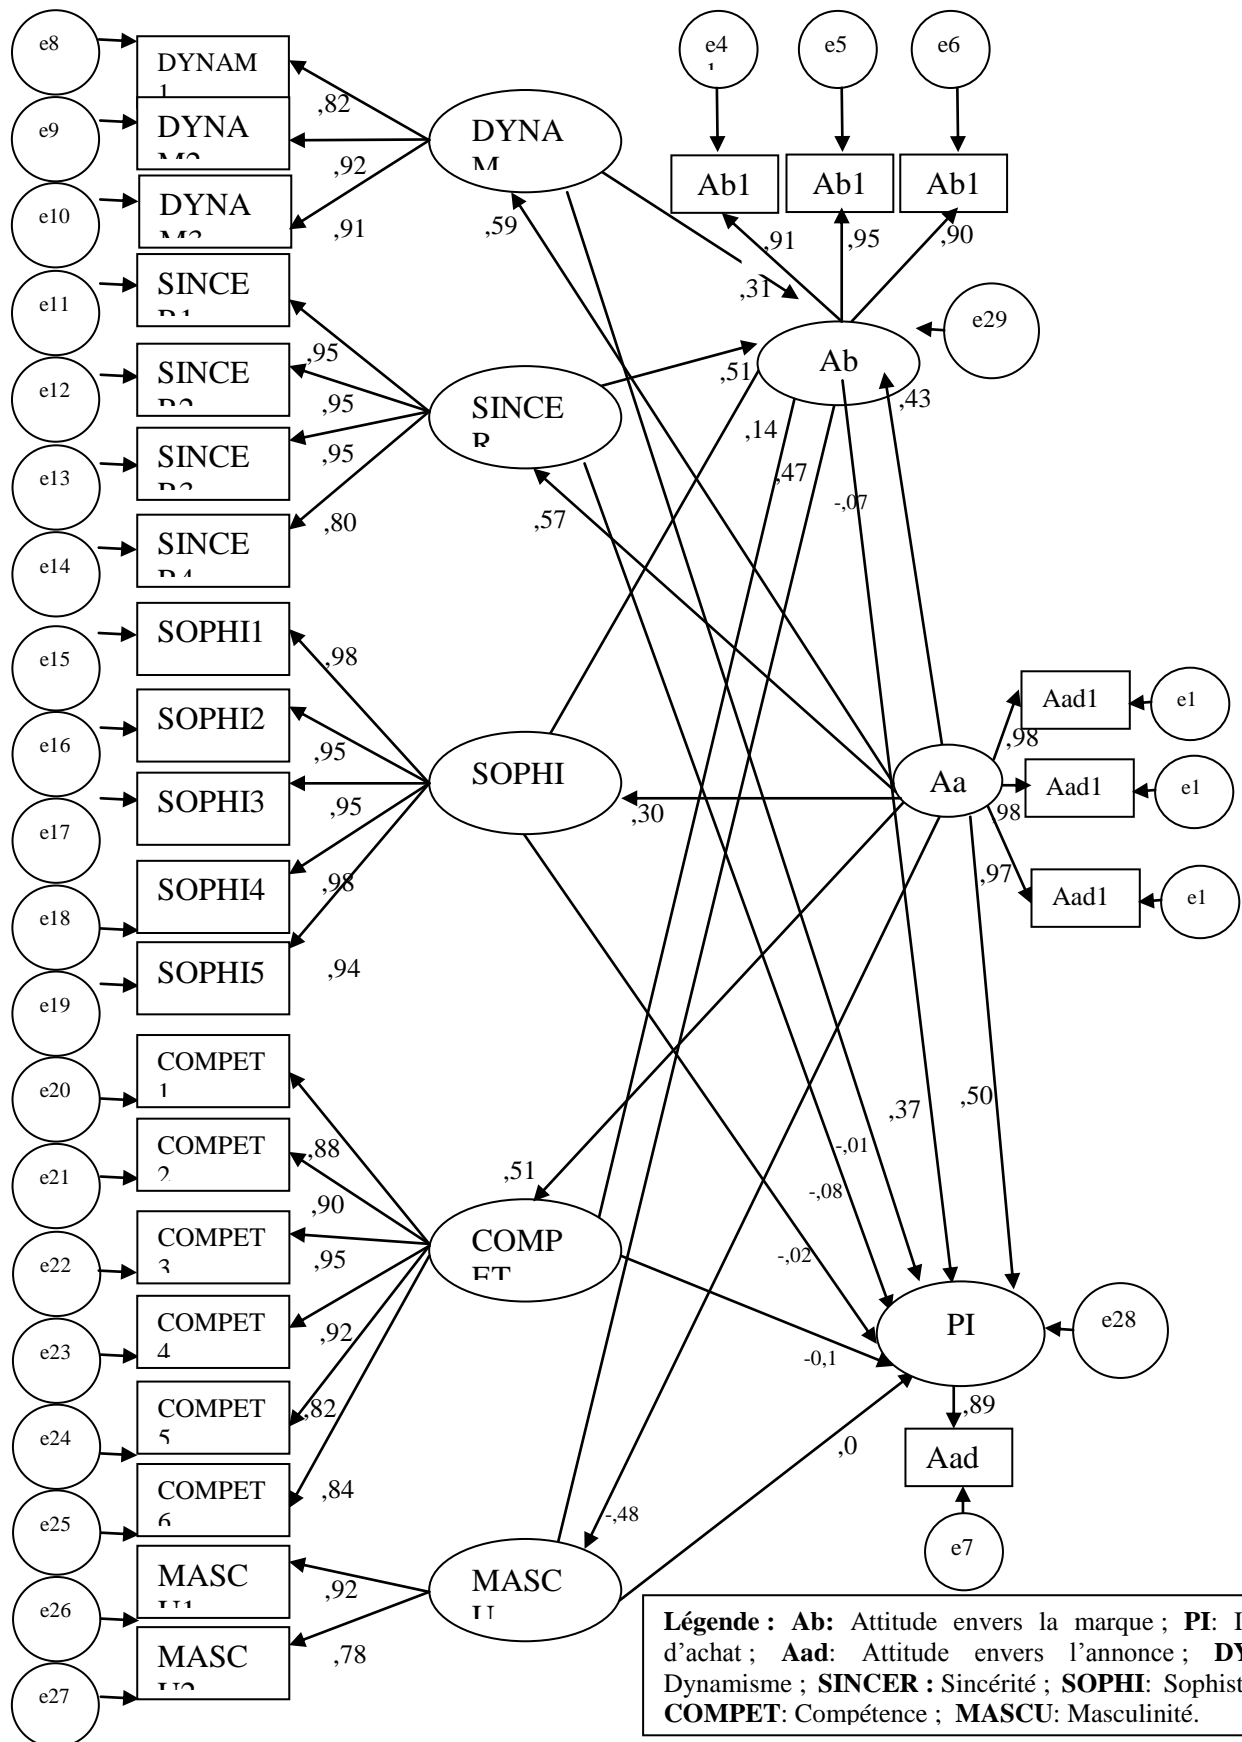 e8
DYNAM
e9
DYNA
e10
DYNA
e11
SINCE
e12
SINCE
e13
SINCE
e14
SINCE
e15
SOPHI1
e16
SOPHI2
e17
SOPHI3
e18
SOPHI4
e19
SOPHI5
e20
COMPET
e21
COMPET
e22
COMPET
e23
COMPET
4
e24
COMPET
e25
COMPET
e26
MASC
e27
MASC
,82
,92
,91
,95
,95
,95
,80
,98
,95
,95
,98
,94
,88
,90
,95
,92
,82
,84
,92
,78
DYNA
SINCE
SOPHI
COMP
MASC
e4
e5
e6
Ab1
Ab1
Ab1
,91
,95
,90
,59
,31
e29
Ab
,51
,43
,14
,47
-,07
,57
,30
Aa
Aad1
e1
,98
Aad1
e1
,98
Aad1
e1
,97
,51
,37
,50
-,01
-,08
-,02
-0,1
,0
-,48
PI
e28
,89
Aad
e7
Légende : Ab: Attitude envers la marque ; PI:
d’achat ; Aad: Attitude envers l’annonce ;
Dynamisme ; SINCER : Sincérité ; SOPHI:
COMPET: Compétence ; MASCU: Masculinité.